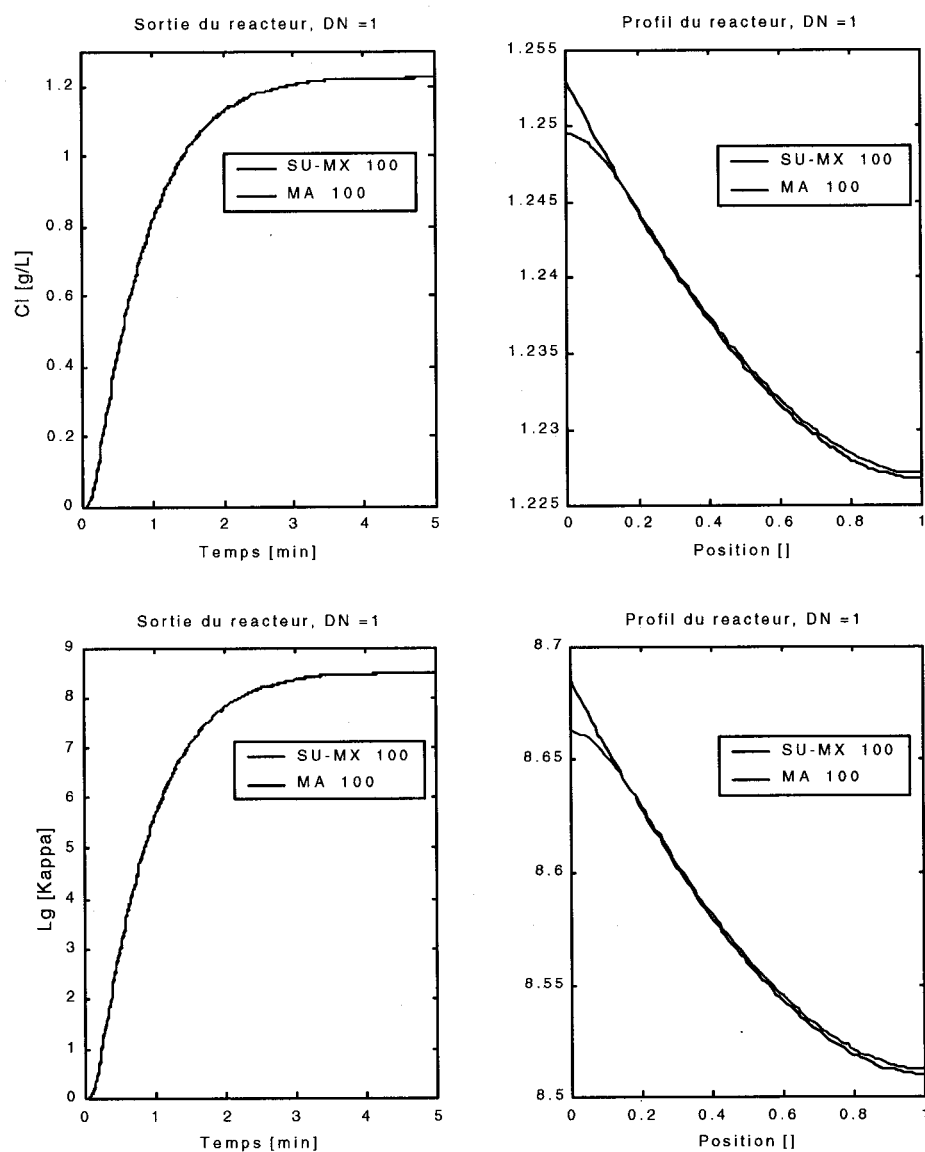 Sortie du reacteur, DN =1
Cl [g/L]
1.2
1
0.8
0.6
0.4
0.2
0
SU-MX 100
MA 100
0 1 2 3 4 5
Temps [min]
Profil du reacteur, DN =1
1.255
1.25
1.245
1.24
1.235
1.23
1.225
SU-MX 100
MA 100
0 0.2 0.4 0.6 0.8 1
Position []
Sortie du reacteur, DN =1
Lg [Kappa]
9
8
7
6
5
4
3
2
1
0
SU-MX 100
MA 100
0 1 2 3 4 5
Temps [min]
Profil du reacteur, DN =1
8.7
8.65
8.6
8.55
8.5
SU-MX 100
MA 100
0 0.2 0.4 0.6 0.8 1
Position []